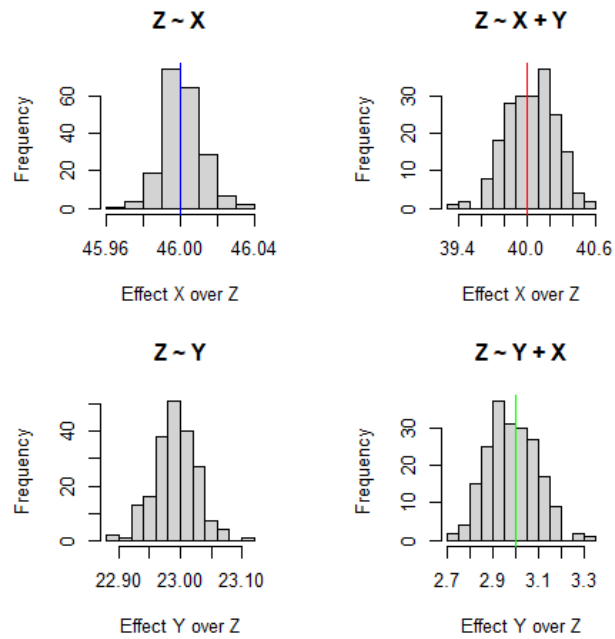 Z ~ X
Frequency
0 20 40 60
45.96 46.00 46.04
Effect X over Z
Z ~ X + Y
Frequency
0 10 20 30
39.4 40.0 40.6
Effect X over Z
Z ~ Y
Frequency
0 20 40
22.90 23.00 23.10
Effect Y over Z
Z ~ Y + X
Frequency
0 10 20 30
2.7 2.9 3.1 3.3
Effect Y over Z